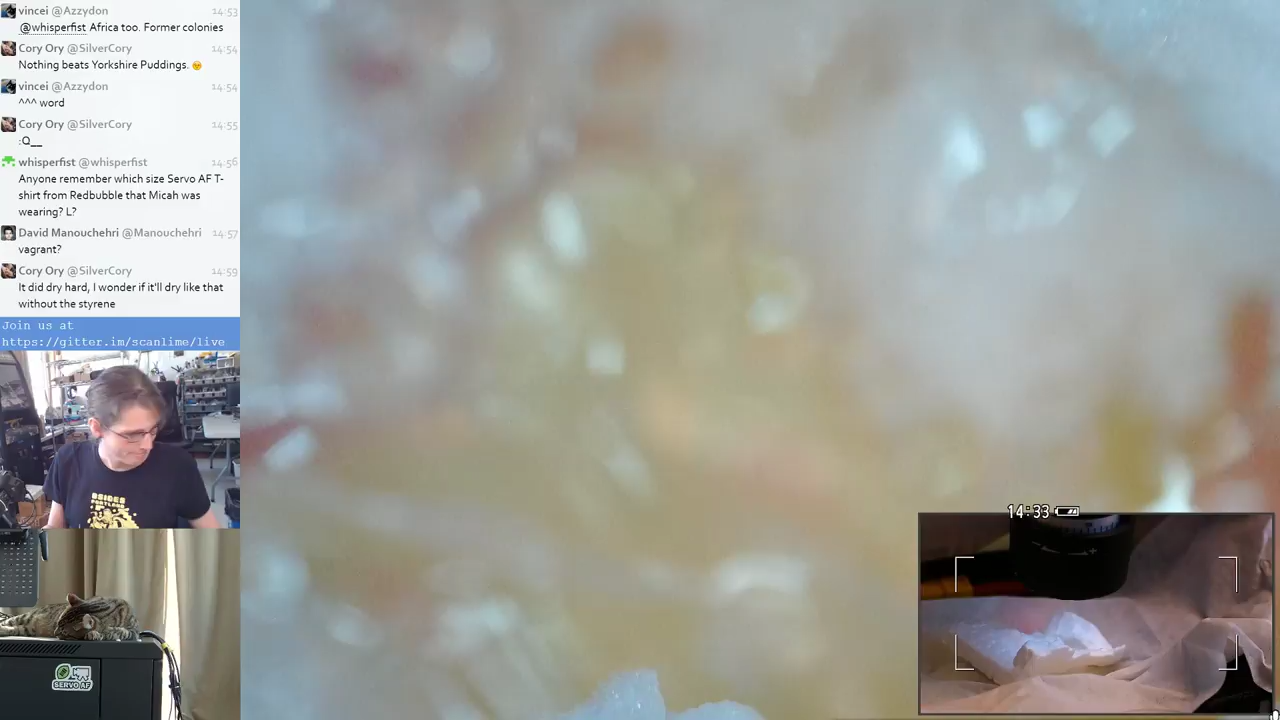 vincei @Azzydon 14:53
@whisperfist Africa too. Former colonies
Cory Ory @SilverCory 14:54
Nothing beats Yorkshire Puddings.
vincei @Azzydon 14:54
^^^ word
Cory Ory @SilverCory 14:55
:Q__
whisperfist @whisperfist 14:56
Anyone remember which size Servo AF T-
shirt from Redbubble that Micah was
wearing? L?
David Manouchehri @Manouchehri 14:57
vagrant?
Cory Ory @SilverCory 14:59
It did dry hard, I wonder if it'll dry like that
without the styrene
Join us at
https://gitter.im/scanlime/live
BSIDES
PORTLAND
SERVO AF
14:33